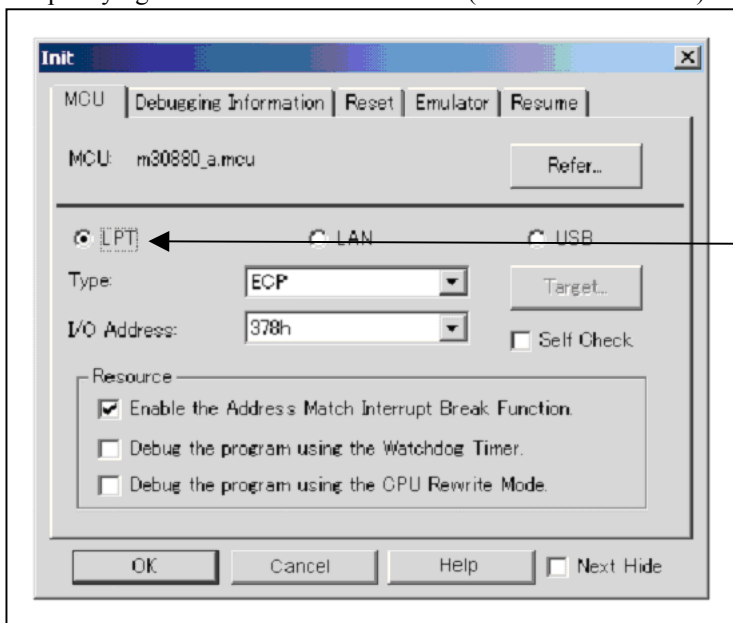 Init
MCU Debugging Information Reset Emulator Resume
MCU: m30880_a.mcu Refer...
LPT LAN USB
Type: ECP Target...
I/O Address: 378h Self Check
Resource
Enable the Address Match Interrupt Break Function.
Debug the program using the Watchdog Timer.
Debug the program using the CPU Rewrite Mode.
OK Cancel Help Next Hide